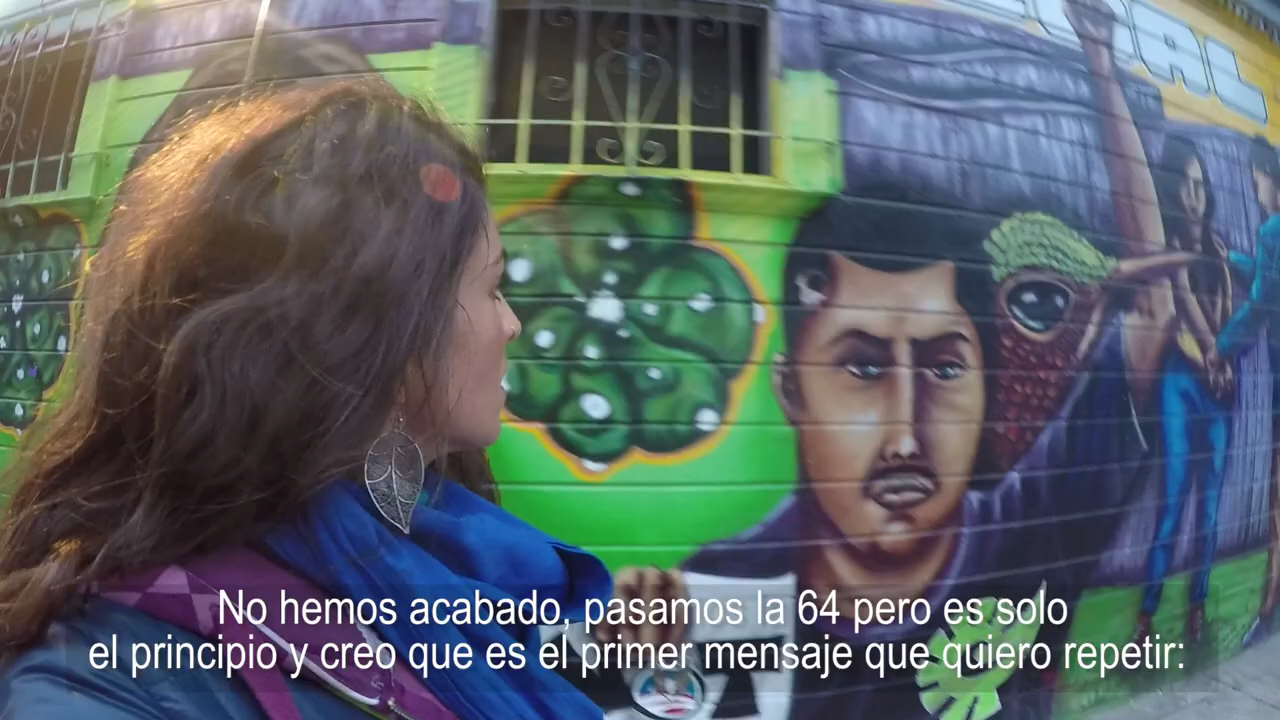 No hemos acabado, pasamos la 64 pero es solo
el principio y creo que es el primer mensaje que quiero repetir: